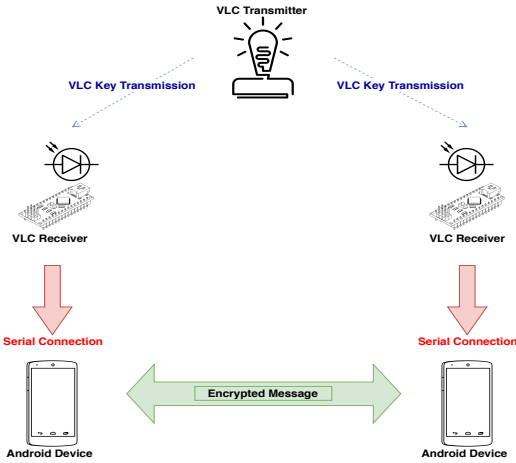 VLC Transmitter
VLC Key Transmission
VLC Key Transmission
VLC Receiver
VLC Receiver
Serial Connection
Serial Connection
Encrypted Message
Android Device
Android Device